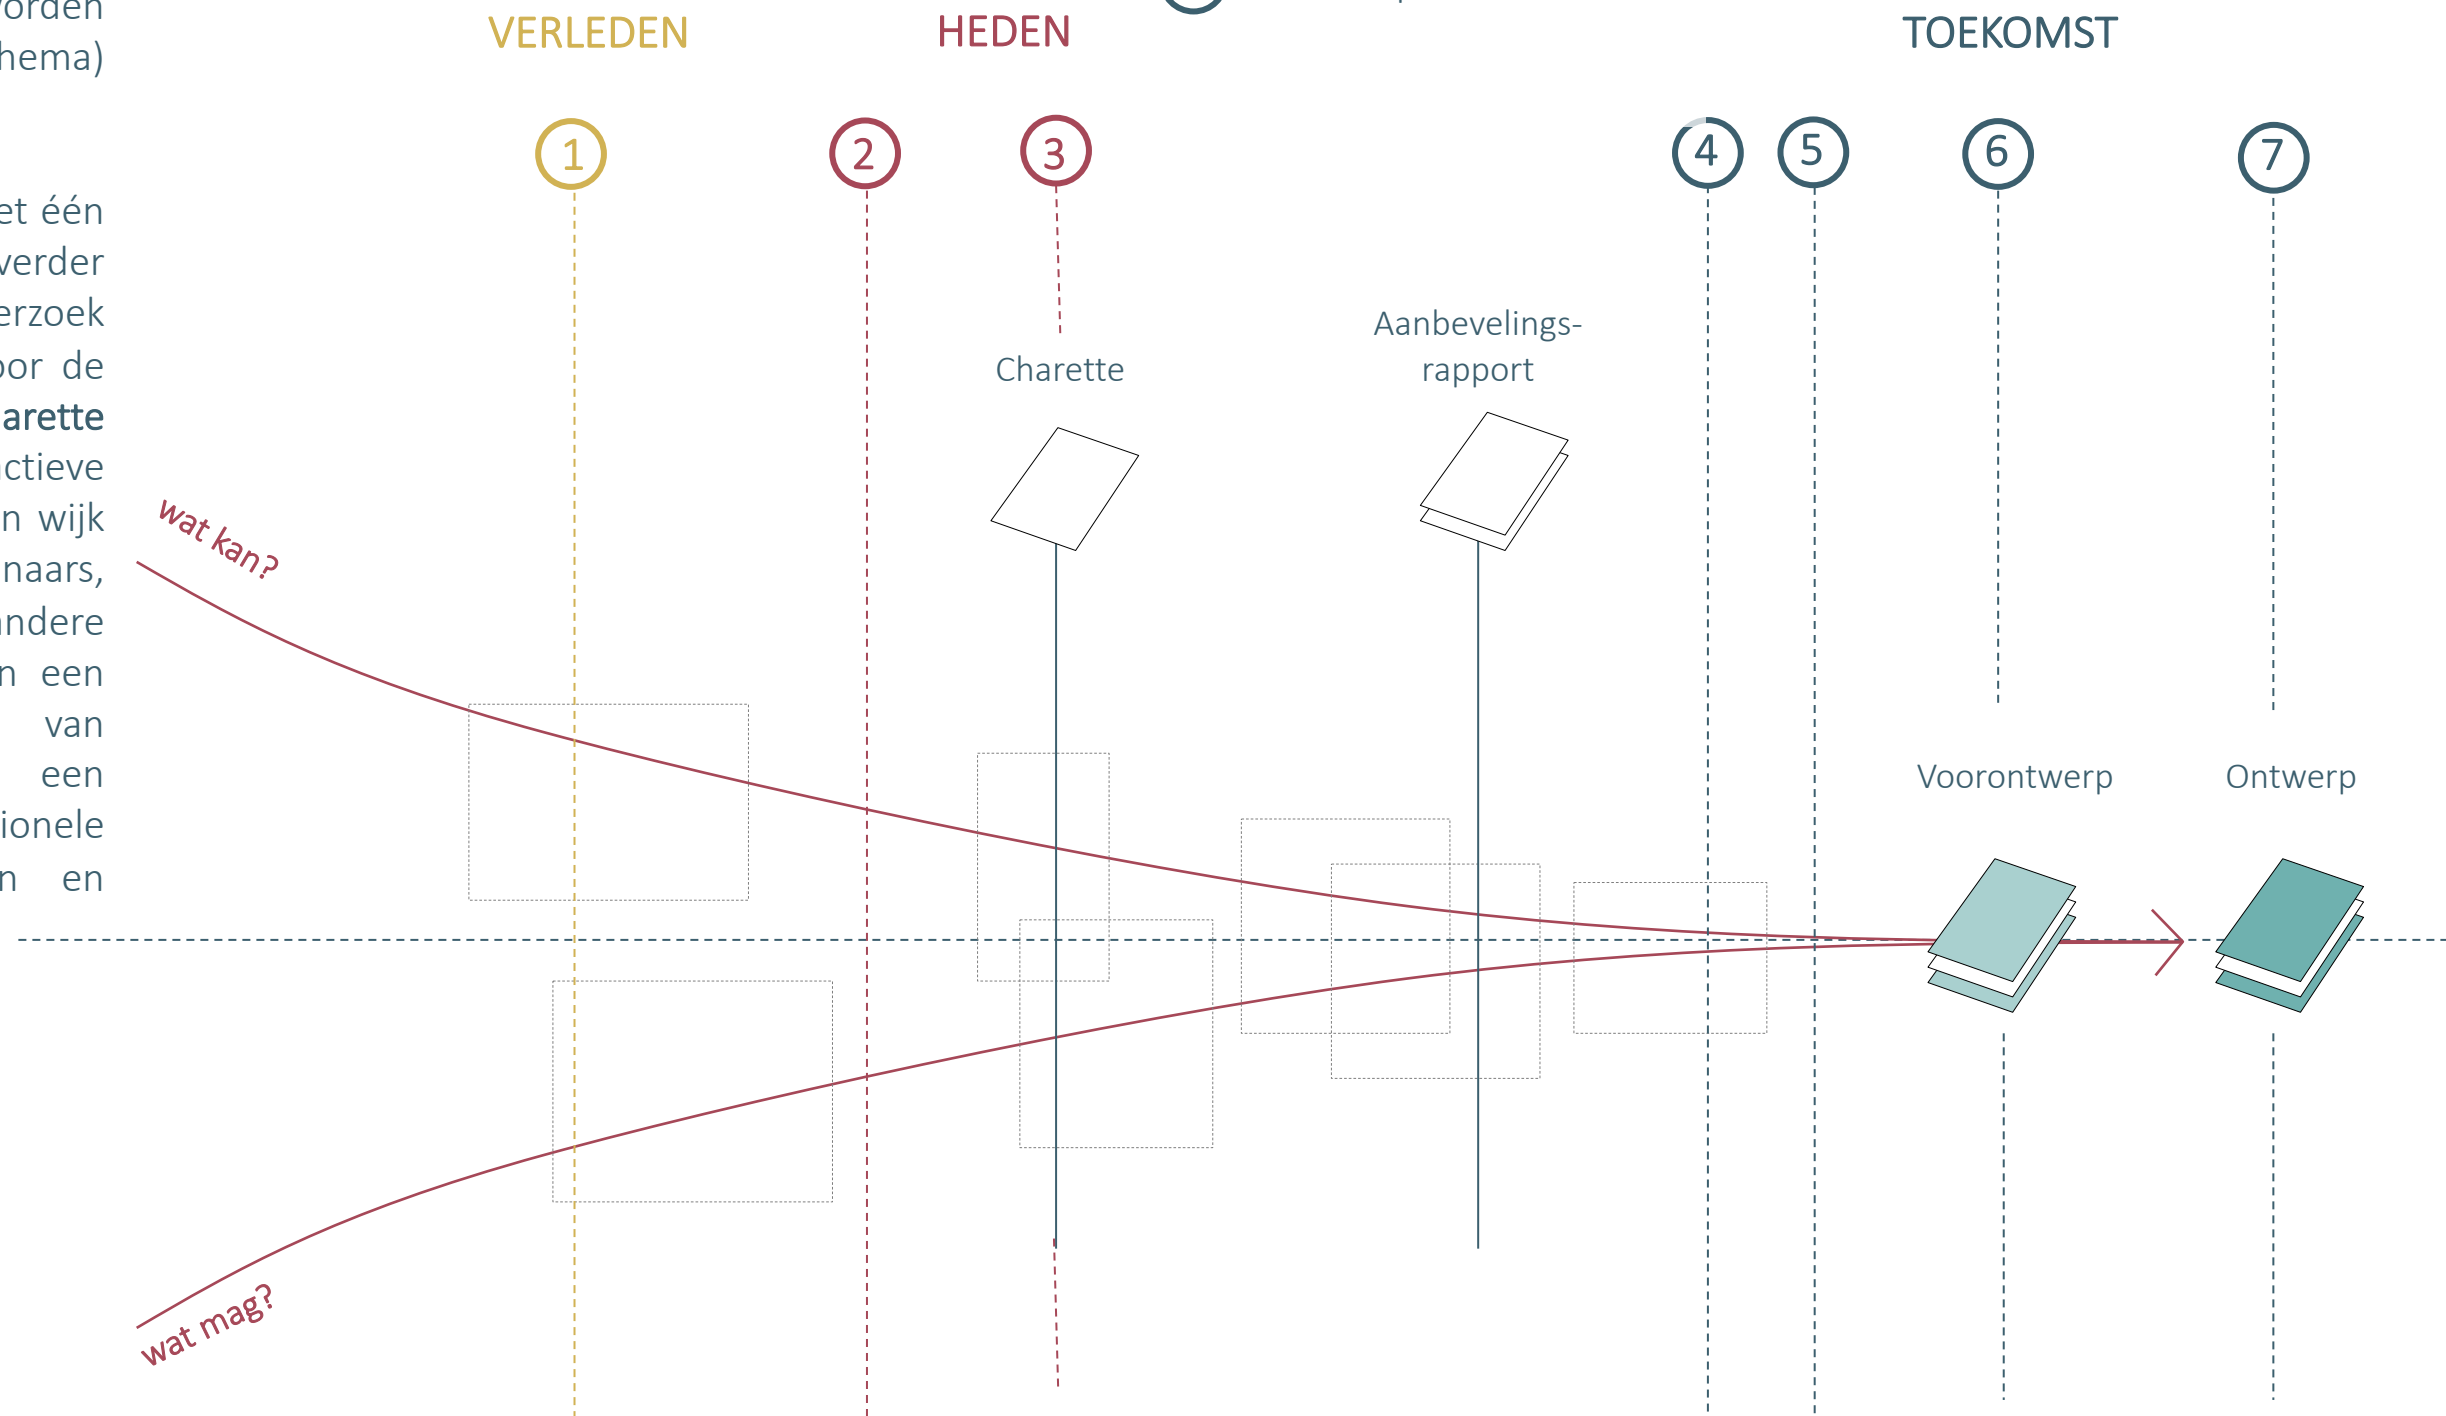 orden
hema)
et één
verder
erzoek
oor de
arette
ctieve
n wijk
naars,
andere
n een
van
een
ionele
n en
VERLEDEN
HEDEN
TOEKOMST
1
2
3
4
5
6
7
Charette
Aanbevelings-
rapport
wat kan?
Voorontwerp
Ontwerp
wat mag?